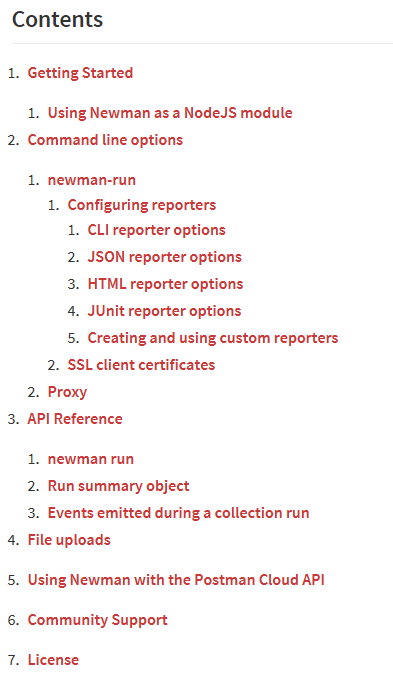 Contents
1. Getting Started
1. Using Newman as a NodeJS module
2. Command line options
1. newman-run
1. Configuring reporters
1. CLI reporter options
2. JSON reporter options
3. HTML reporter options
4. JUnit reporter options
5. Creating and using custom reporters
2. SSL client certificates
2. Proxy
3. API Reference
1. newman run
2. Run summary object
3. Events emitted during a collection run
4. File uploads
5. Using Newman with the Postman Cloud API
6. Community Support
7. License